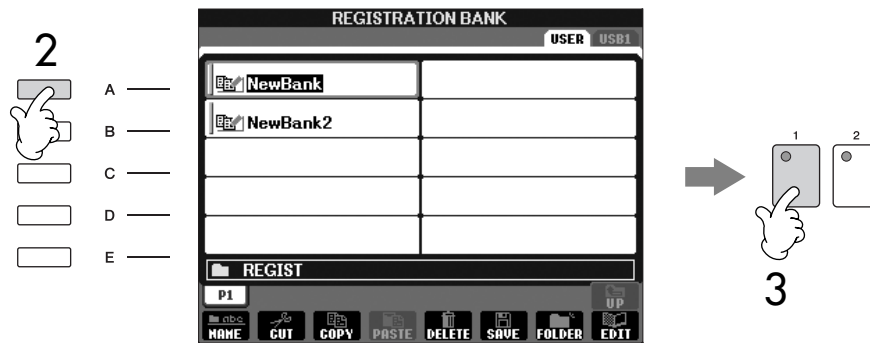 REGISTRATION BANK
USER USB1
2
A
NewBank
B
NewBank2
C
D
E
REGIST
P1
UP
abc
NAME CUT COPY PASTE DELETE SAVE FOLDER EDIT
1 2
3